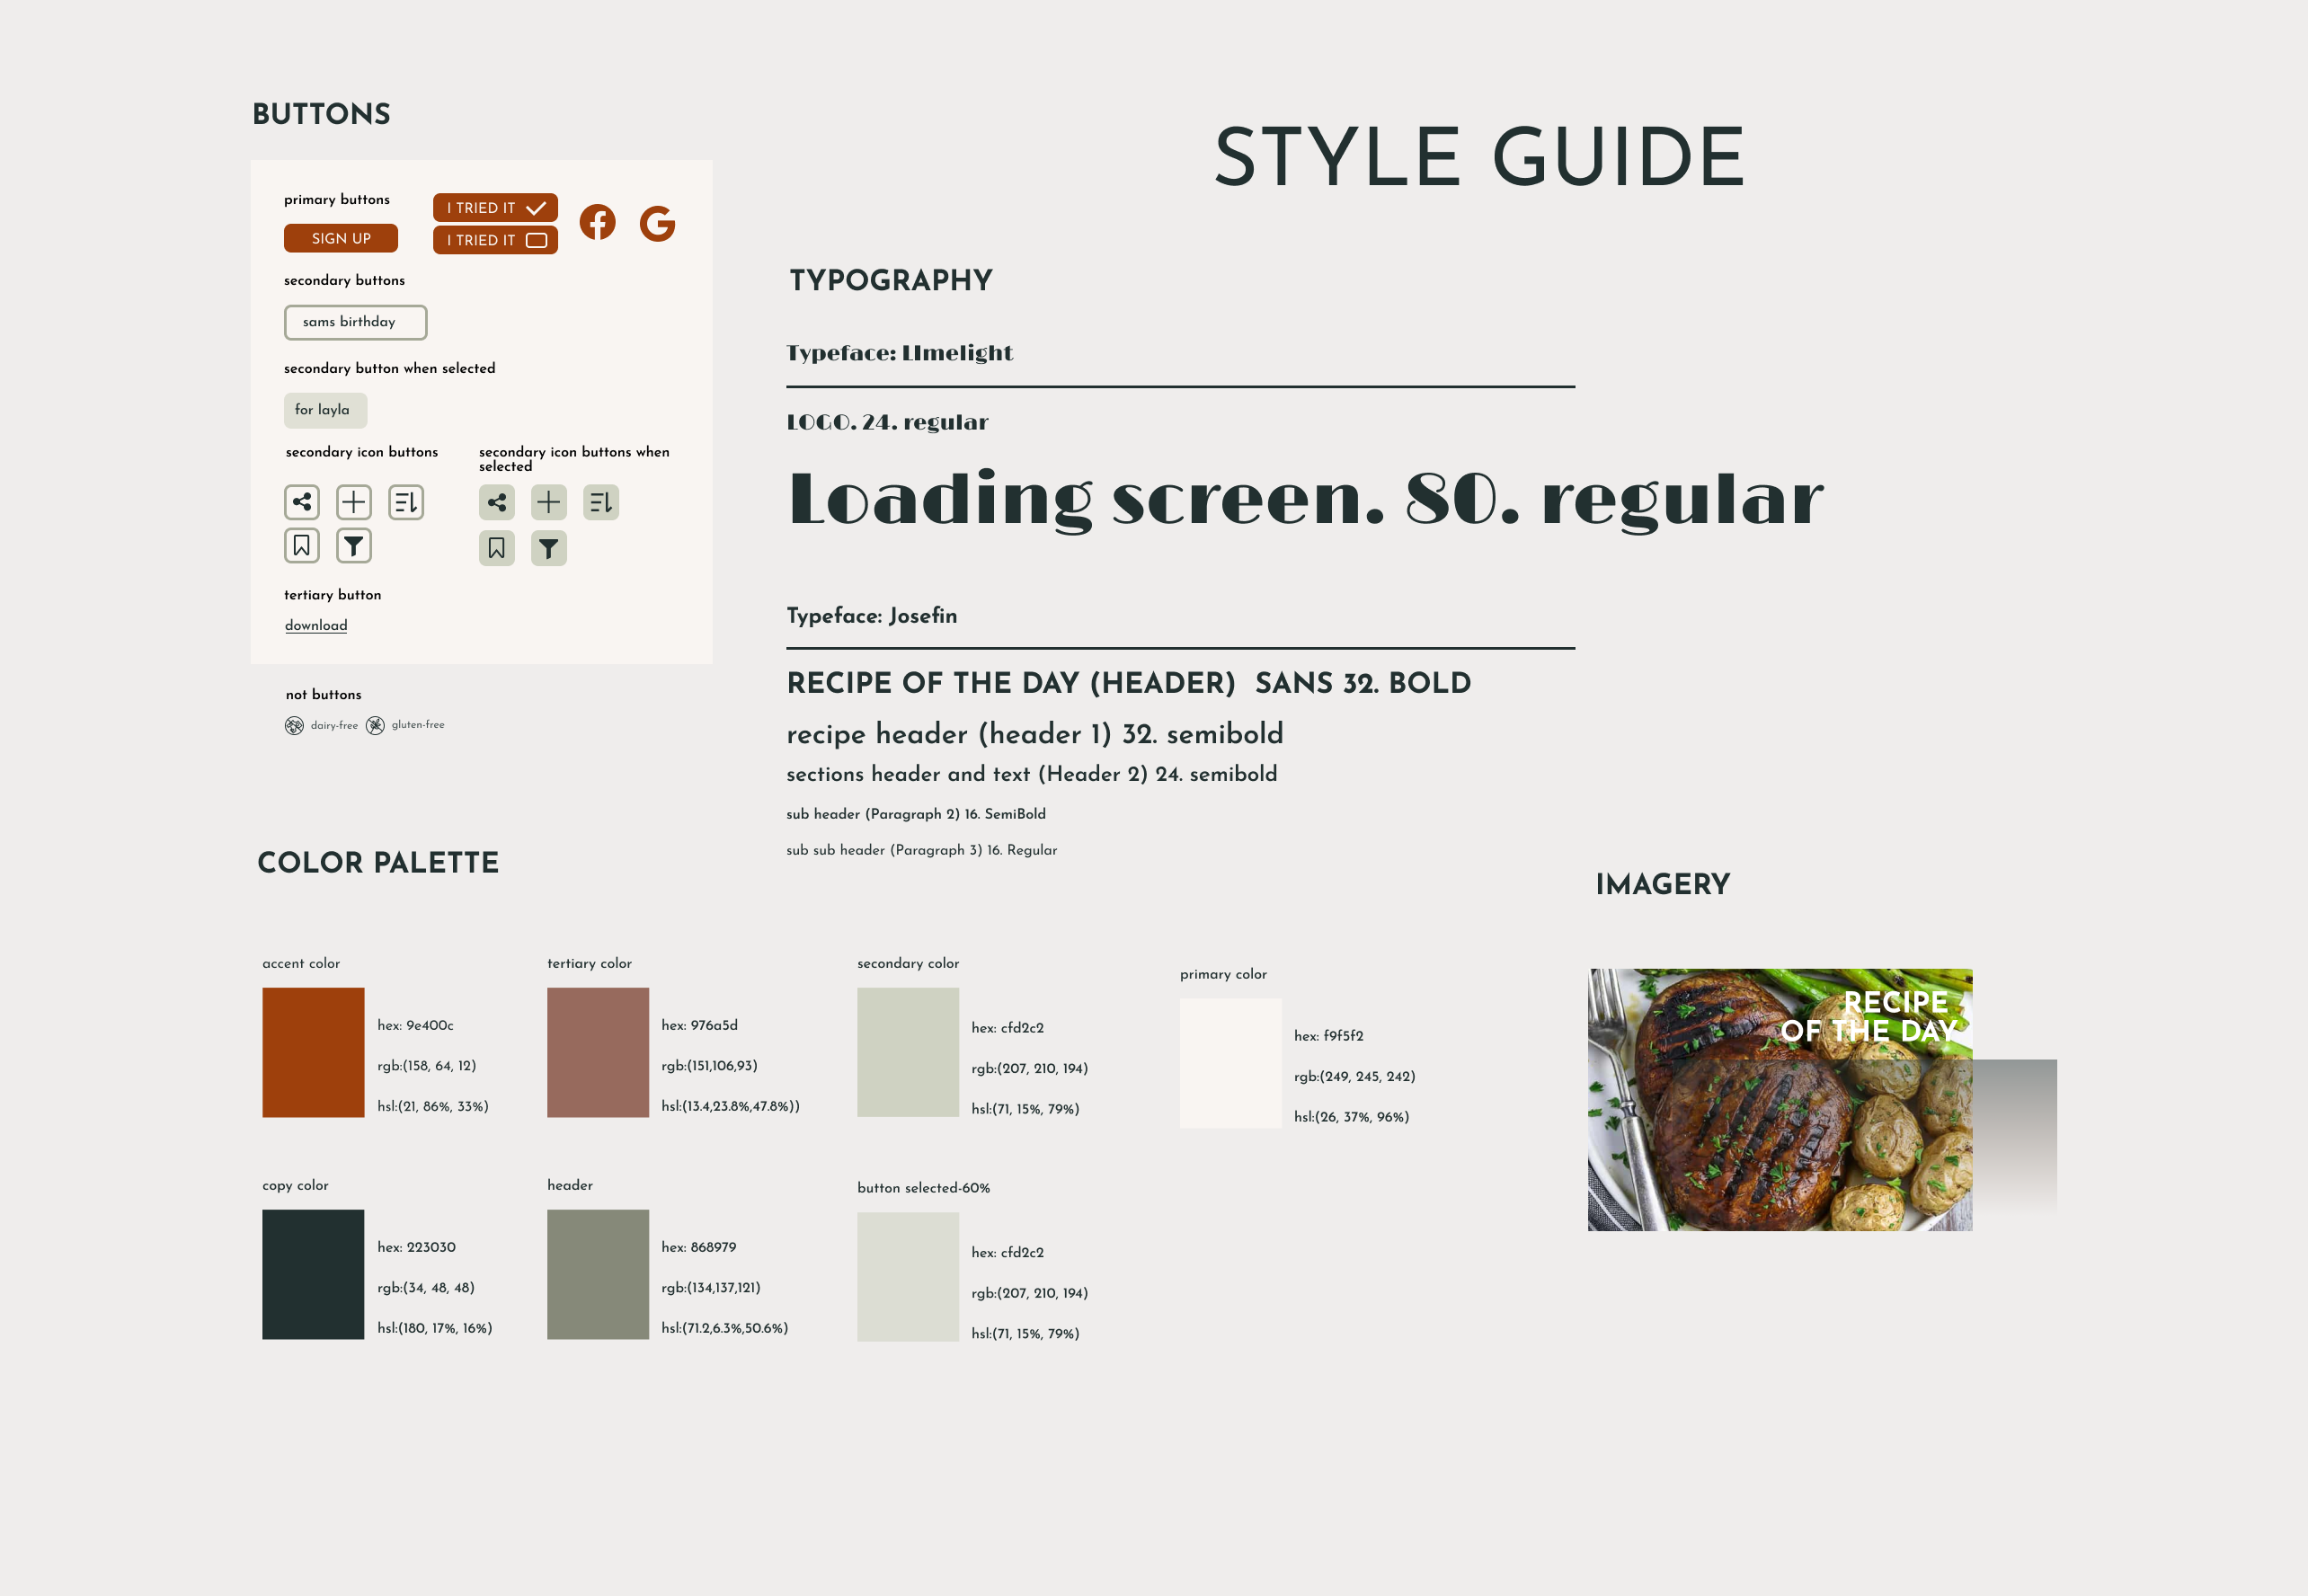 STYLE GUIDE
BUTTONS
primary buttons
SIGN UP
I TRIED IT
I TRIED IT
secondary buttons
sams birthday
secondary button when selected
for layla
secondary icon buttons
secondary icon buttons when
selected
tertiary button
download
not buttons
dairy-free
gluten-free
TYPOGRAPHY
Typeface: LImelight
LOGO. 24. regular
Loading screen. 80. regular
Typeface: Josefin
RECIPE OF THE DAY (HEADER)  SANS 32. BOLD
recipe header (header 1) 32. semibold
sections header and text (Header 2) 24. semibold
sub header (Paragraph 2) 16. SemiBold
sub sub header (Paragraph 3) 16. Regular
COLOR PALETTE
accent color
hex: 9e400c
rgb:(158, 64, 12)
hsl:(21, 86%, 33%)
tertiary color
hex: 976a5d
rgb:(151,106,93)
hsl:(13.4,23.8%,47.8%))
secondary color
hex: cfd2c2
rgb:(207, 210, 194)
hsl:(71, 15%, 79%)
primary color
hex: f9f5f2
rgb:(249, 245, 242)
hsl:(26, 37%, 96%)
copy color
hex: 223030
rgb:(34, 48, 48)
hsl:(180, 17%, 16%)
header
hex: 868979
rgb:(134,137,121)
hsl:(71.2,6.3%,50.6%)
button selected-60%
hex: cfd2c2
rgb:(207, 210, 194)
hsl:(71, 15%, 79%)
IMAGERY
RECIPE
OF THE DAY